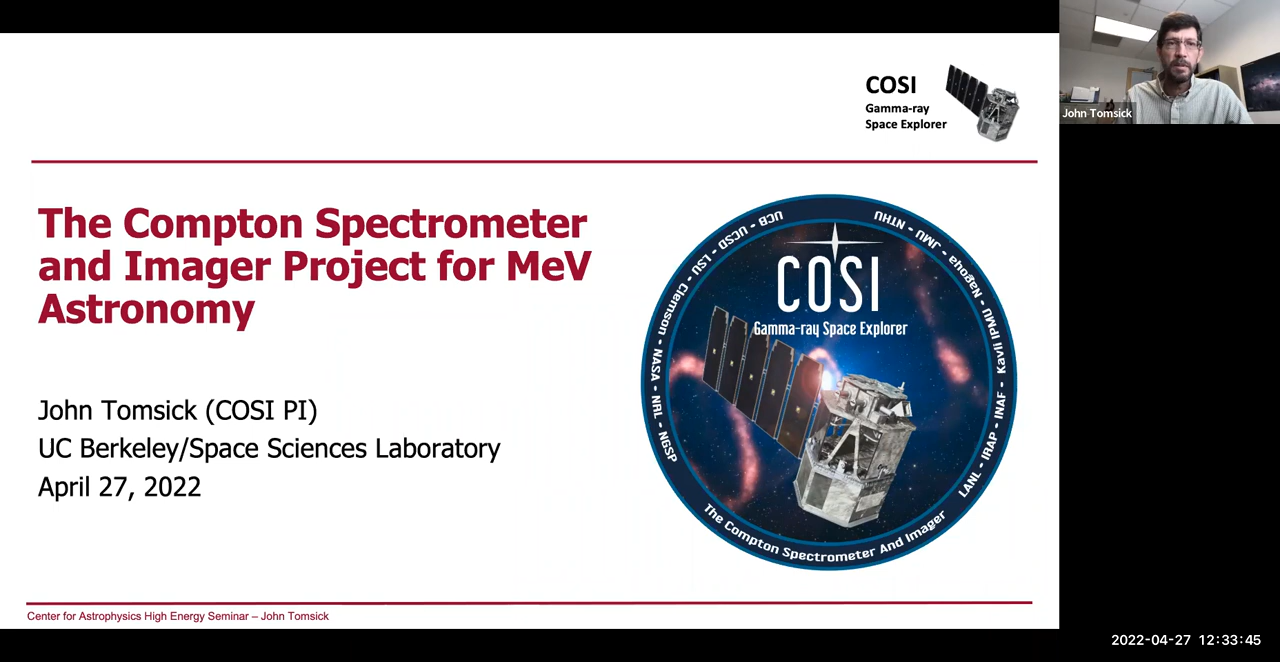 COSI
Gamma-ray
Space Explorer
John Tomsick
The Compton Spectrometer
and Imager Project for MeV
Astronomy
John Tomsick (COSI PI)
UC Berkeley/Space Sciences Laboratory
April 27, 2022
NGSP • NRL • NASA • Clemson • LSU • UCSD • UCB
NTHU • JMU • Nagoya • Kavli IPMU • INAF • IRAP • LANL
COSI
Gamma-ray Space Explorer
The Compton Spectrometer And Imager
Center for Astrophysics High Energy Seminar – John Tomsick
2022-04-27 12:33:45